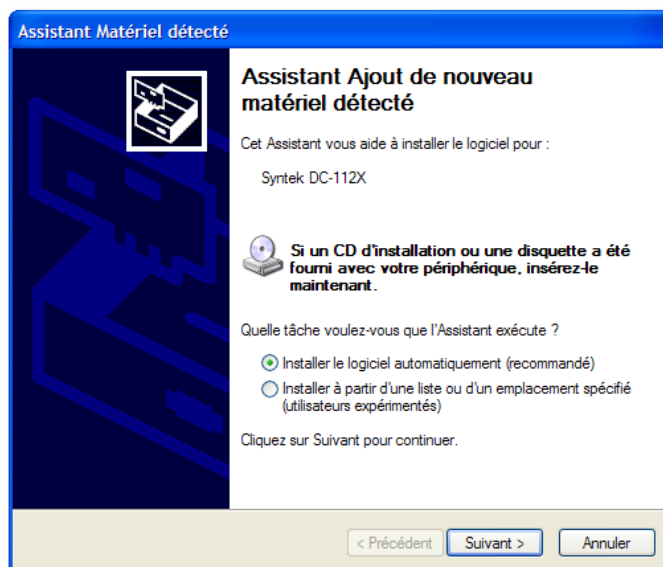 Assistant Matériel détecté
Assistant Ajout de nouveau
matériel détecté
Cet Assistant vous aide à installer le logiciel pour :
Syntek DC-112X
Si un CD d'installation ou une disquette a été
fourni avec votre périphérique, insérez-le
maintenant.
Quelle tâche voulez-vous que l'Assistant exécute ?
Installer le logiciel automatiquement (recommandé)
Installer à partir d'une liste ou d'un emplacement spécifié
(utilisateurs expérimentés)
Cliquez sur Suivant pour continuer.
< Précédent Suivant > Annuler